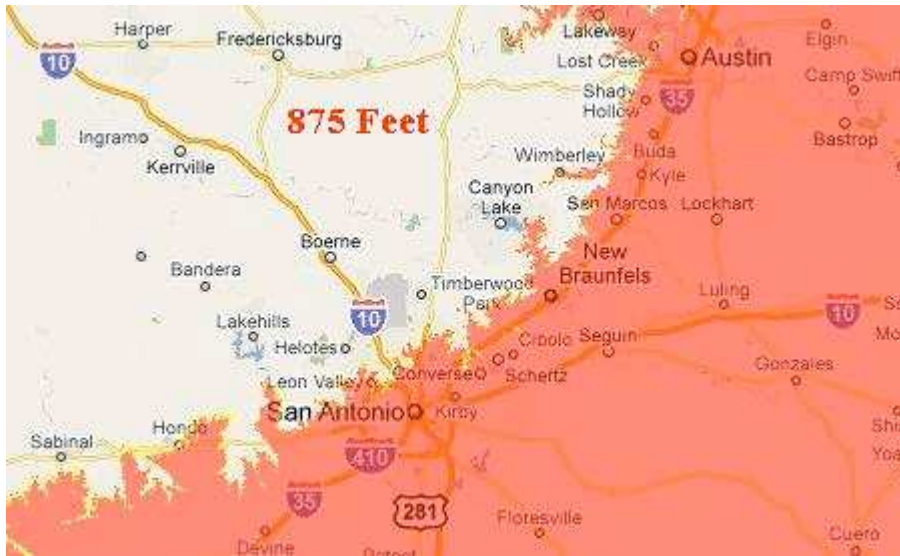 Harper
Fredericksburg
Lakeway
Elgin
10
Lost Creek
Austin
Camp Swift
Shady
Hollow
35
875 Feet
Ingram
Bastrop
Kerrville
Wimberley
Buda
Kyle
Canyon
Lake
San Marcos
Lockhart
Boerne
New
Braunfels
Bandera
Timberwood
Park
Luling
10
10
Lakehills
Helotes
Cibolo
Seguin
Leon Valley
Converse
Schertz
Gonzales
San Antonio
Kirby
Sabinal
Hondo
410
35
281
Floresville
Devine
Cuero